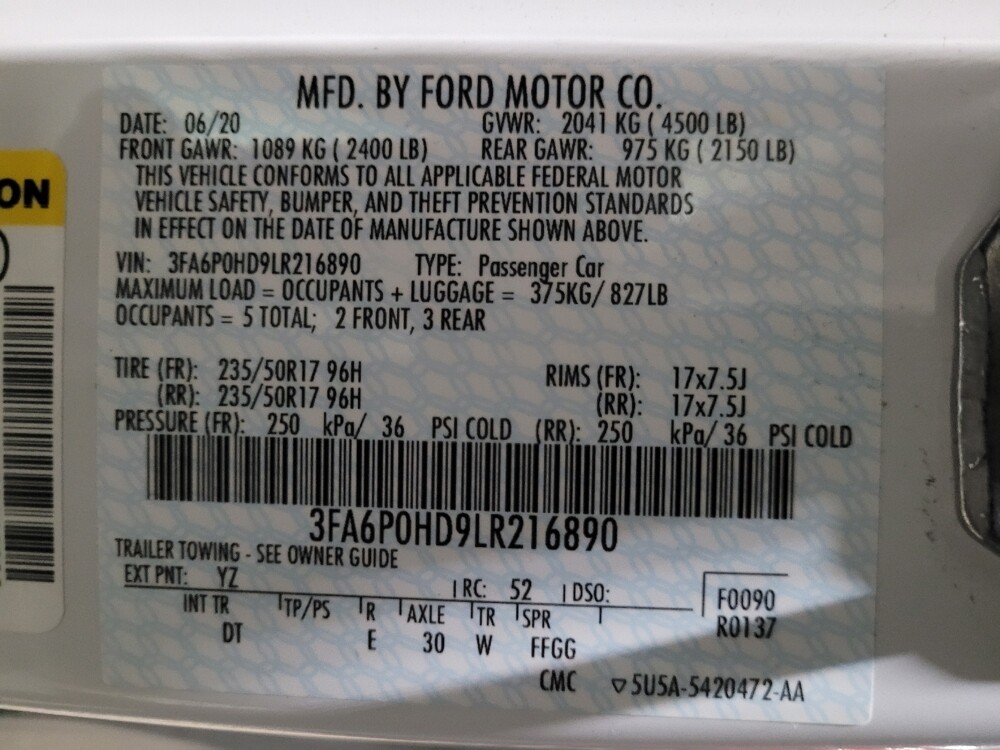 MFD. BY FORD MOTOR CO.
DATE: 06/20 GVWR: 2041 KG ( 4500 LB)
FRONT GAWR: 1089 KG ( 2400 LB) REAR GAWR: 975 KG ( 2150 LB)
THIS VEHICLE CONFORMS TO ALL APPLICABLE FEDERAL MOTOR
VEHICLE SAFETY, BUMPER, AND THEFT PREVENTION STANDARDS
IN EFFECT ON THE DATE OF MANUFACTURE SHOWN ABOVE.
ON
VIN: 3FA6P0HD9LR216890 TYPE: Passenger Car
MAXIMUM LOAD = OCCUPANTS + LUGGAGE = 375KG/ 827LB
OCCUPANTS = 5 TOTAL; 2 FRONT, 3 REAR
TIRE (FR): 235/50R17 96H RIMS (FR): 17x7.5J
(RR): 235/50R17 96H (RR): 17x7.5J
PRESSURE (FR): 250 kPa/ 36 PSI COLD (RR): 250 kPa/ 36 PSI COLD
3FA6P0HD9LR216890
TRAILER TOWING - SEE OWNER GUIDE
EXT PNT: YZ RC: 52 DSO: F0090
INT TR TP/PS R AXLE TR SPR R0137
DT E 30 W FFGG
CMC ▽5U5A-5420472-AA